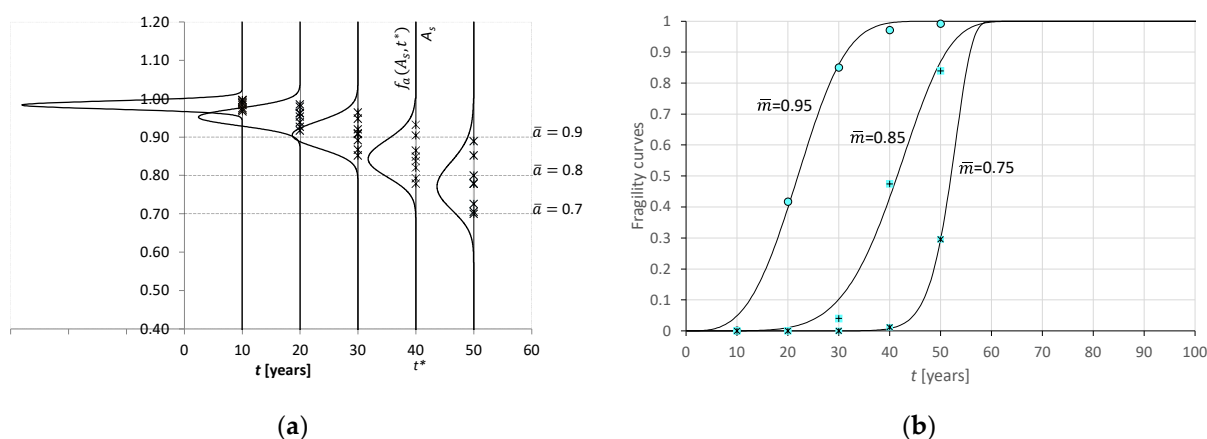 1.20
1.10
1.00
0.90
0.80
0.70
0.60
0.50
0.40
f_a(A_s,t*)
A_s
a̅ = 0.9
a̅ = 0.8
a̅ = 0.7
0 10 20 30 40 50 60
t*
t [years]
(a)
Fragility curves
1
0.9
0.8
0.7
0.6
0.5
0.4
0.3
0.2
0.1
0
m̅=0.95
m̅=0.85
m̅=0.75
0 10 20 30 40 50 60 70 80 90 100
t [years]
(b)